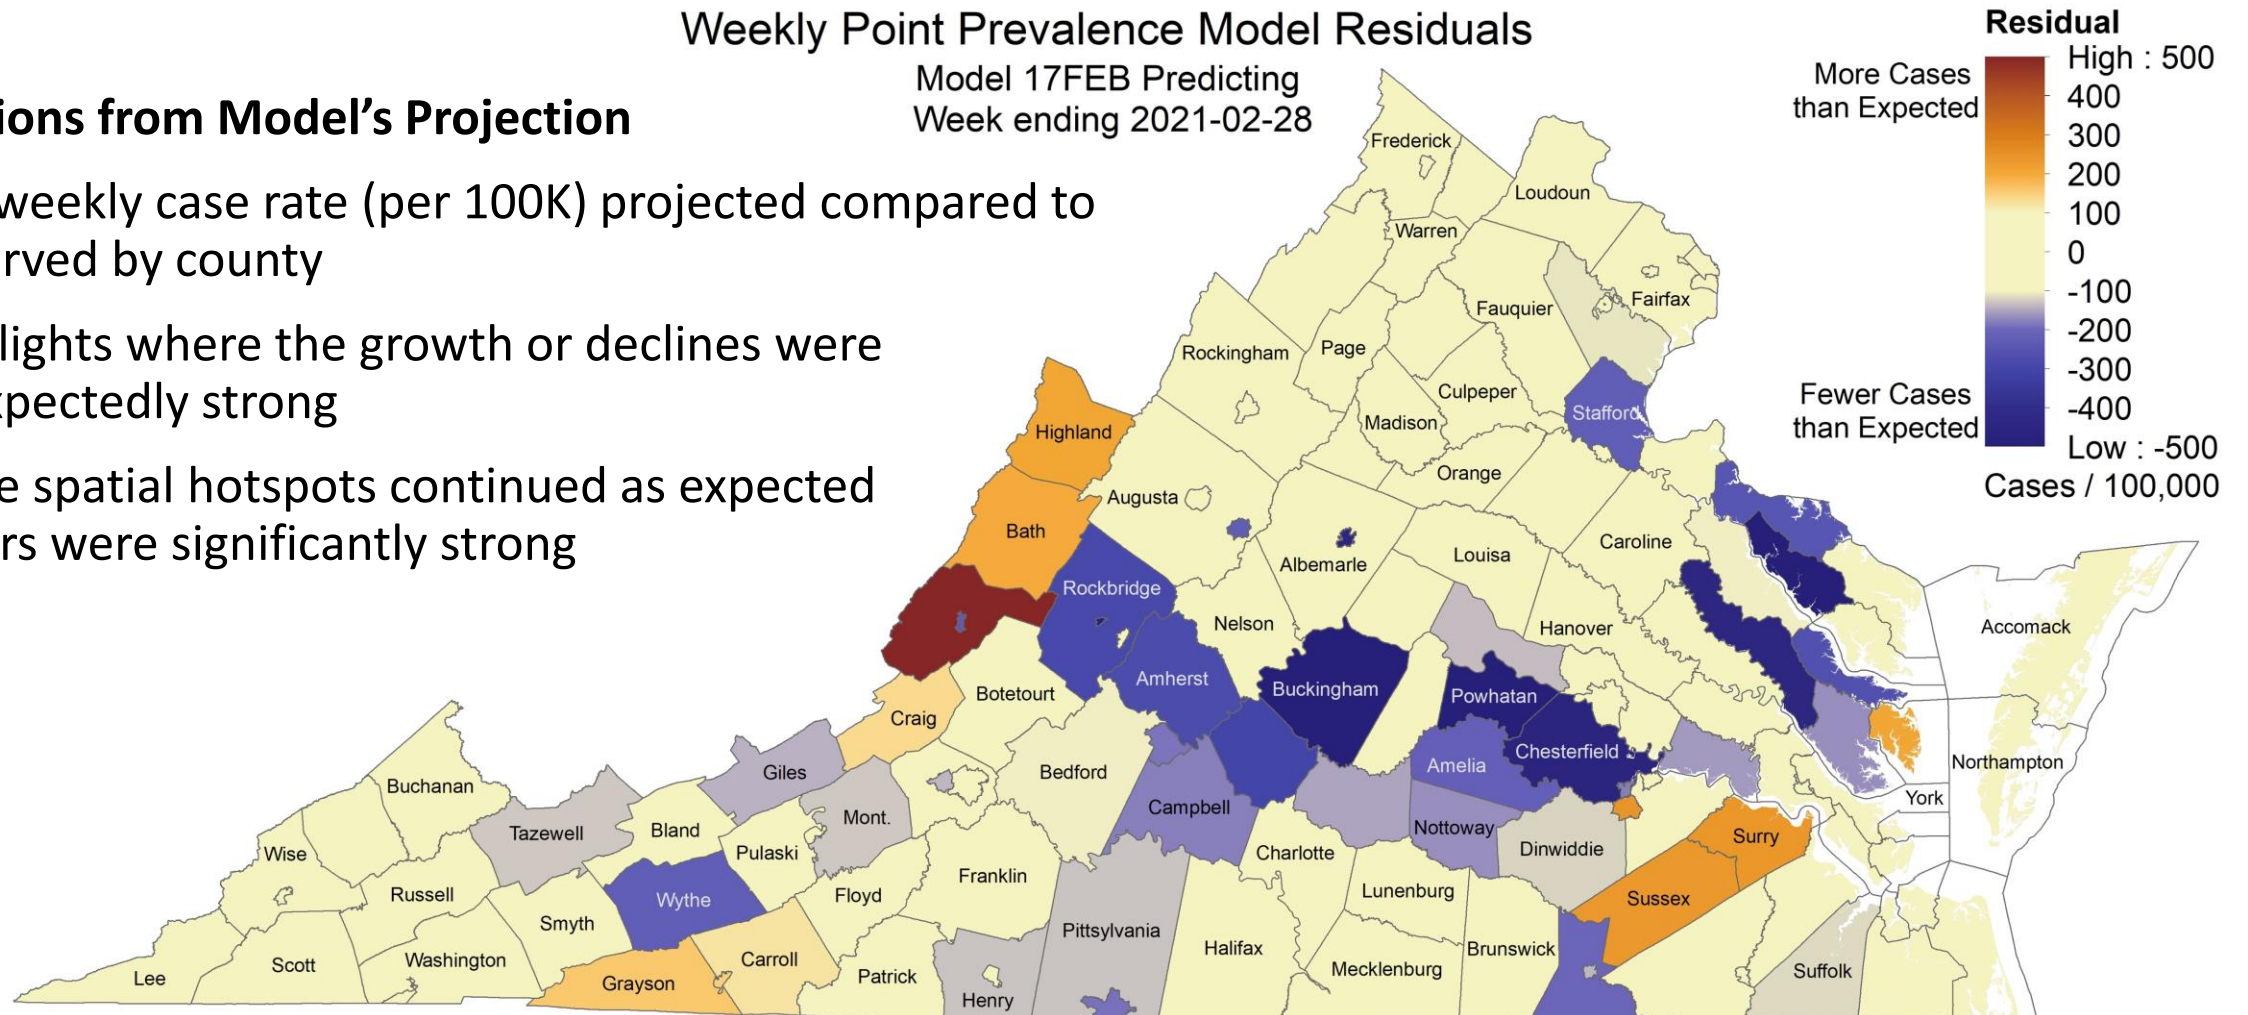 Weekly Point Prevalence Model Residuals
Model 17FEB Predicting
Week ending 2021-02-28
ions from Model's Projection
weekly case rate (per 100K) projected compared to
rved by county
lights where the growth or declines were
xpectedly strong
e spatial hotspots continued as expected
rs were significantly strong
Residual
More Cases
than Expected
Fewer Cases
than Expected
High : 500
400
300
200
100
0
-100
-200
-300
-400
Low : -500
Cases / 100,000
Frederick
Loudoun
Warren
Fauquier
Fairfax
Rockingham
Page
Culpeper
Stafford
Madison
Highland
Orange
Augusta
Bath
Caroline
Louisa
Albemarle
Rockbridge
Nelson
Hanover
Accomack
Amherst
Buckingham
Powhatan
Botetourt
Craig
Chesterfield
Amelia
Northampton
Giles
Bedford
Buchanan
York
Campbell
Mont.
Nottoway
Tazewell
Bland
Surry
Dinwiddie
Pulaski
Charlotte
Wise
Franklin
Lunenburg
Russell
Floyd
Wythe
Sussex
Smyth
Pittsylvania
Halifax
Brunswick
Washington
Carroll
Scott
Lee
Mecklenburg
Suffolk
Patrick
Grayson
Henry